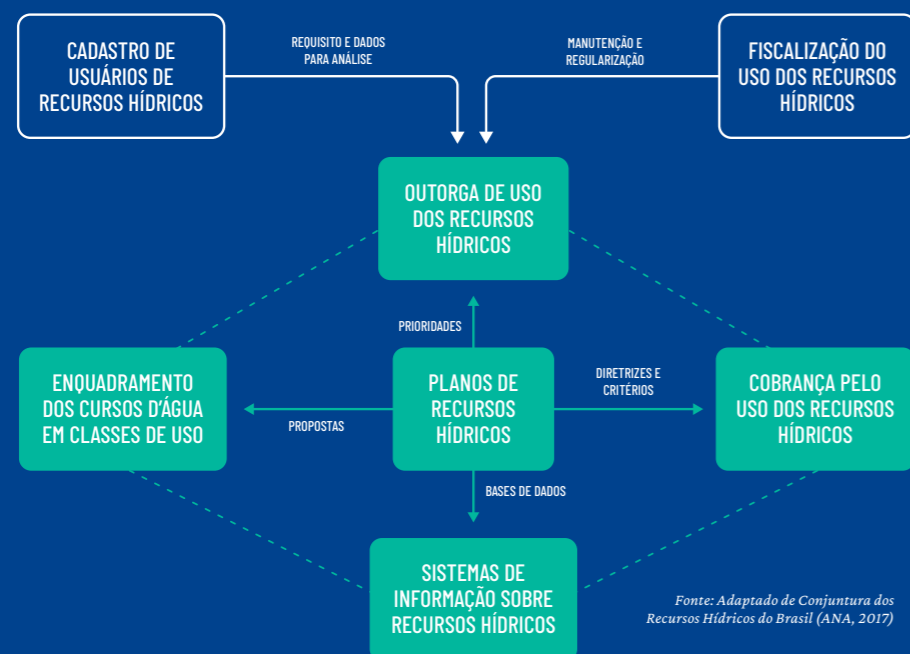 CADASTRO DE
USUÁRIOS DE
RECURSOS HÍDRICOS
REQUISITO E DADOS
PARA ANÁLISE
MANUTENÇÃO E
REGULARIZAÇÃO
FISCALIZAÇÃO DO
USO DOS RECURSOS
HÍDRICOS
OUTORGA DE USO
DOS RECURSOS
HÍDRICOS
PRIORIDADES
ENQUADRAMENTO
DOS CURSOS D'ÁGUA
EM CLASSES DE USO
PROPOSTAS
PLANOS DE
RECURSOS
HÍDRICOS
DIRETRIZES E
CRITÉRIOS
COBRANÇA PELO
USO DOS RECURSOS
HÍDRICOS
BASES DE DADOS
SISTEMAS DE
INFORMAÇÃO SOBRE
RECURSOS HÍDRICOS
Fonte: Adaptado de Conjuntura dos
Recursos Hídricos do Brasil (ANA, 2017)